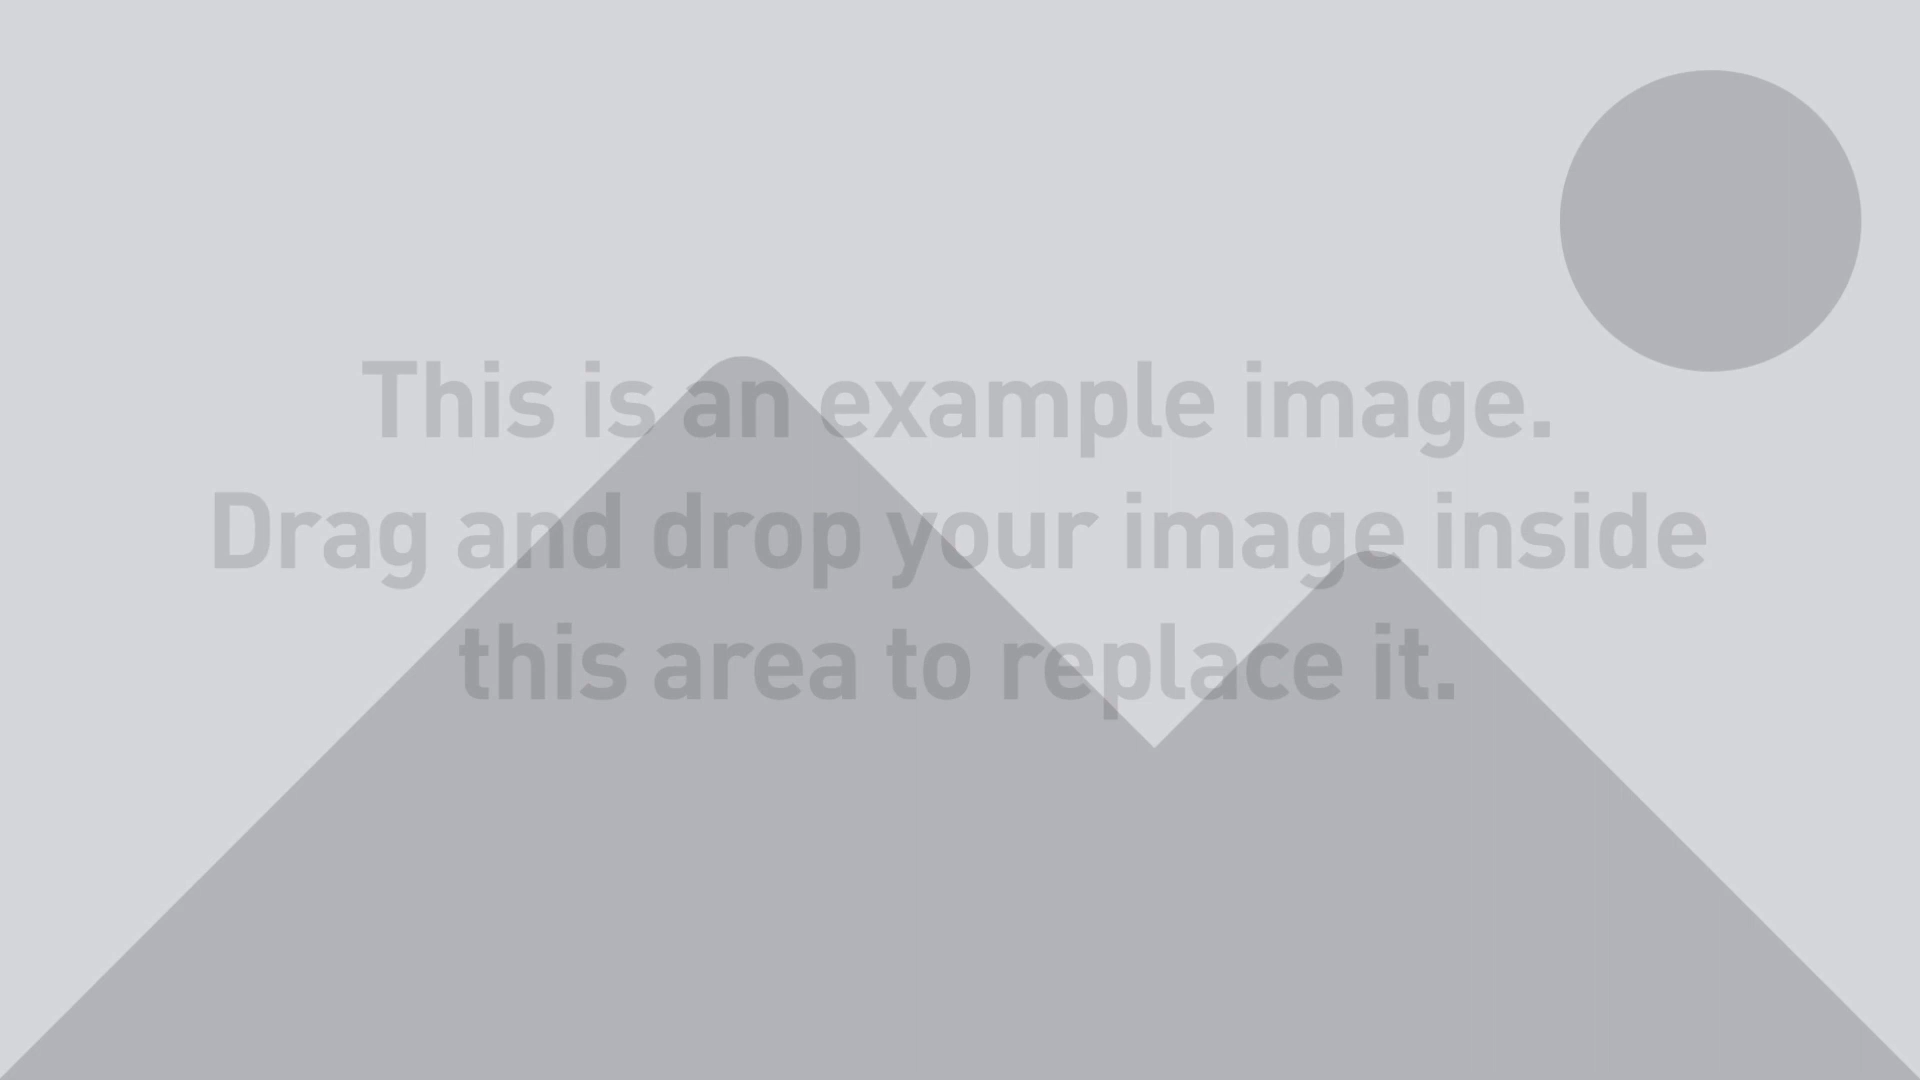 This is an example image.
Drag and drop your image inside
this area to replace it.